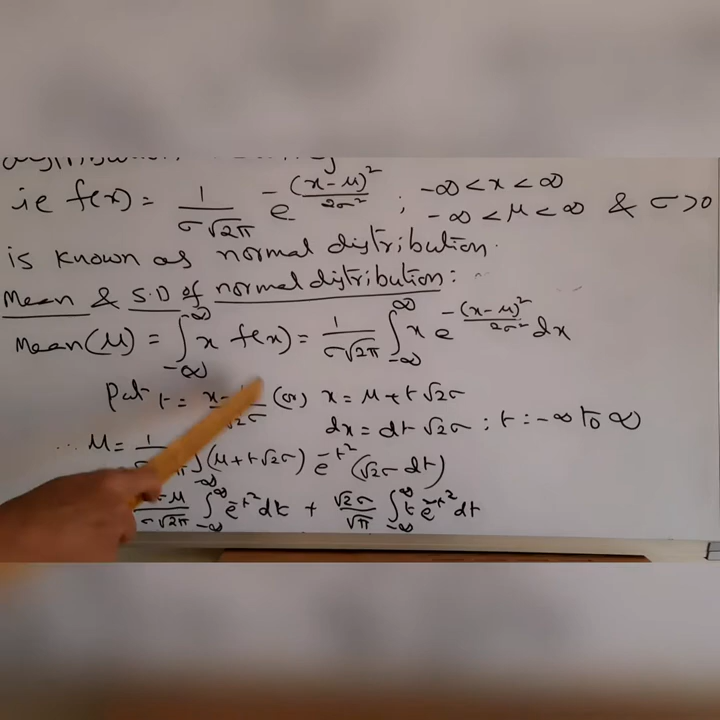 ie f(x) = 1/(σ√2π) e^(-(x-μ)²/2σ²) ; -∞ < x < ∞
-∞ < μ < ∞ & σ > 0
is known as normal distribution.
Mean & S.D of normal distribution:
Mean(μ) = ∫_{-∞}^{∞} x f(x) = 1/(σ√2π) ∫_{-∞}^{∞} x e^(-(x-μ)²/2σ²) dx
Put t = (or) x = μ + t√2σ
dx = dt √2σ ; t : -∞ to ∞
∴ μ = (μ + t√2σ) e^(-t²) (√2σ dt)
μ/(σ√2π) ∫_{-∞}^{∞} e^(-t²) dt + √2σ/√π ∫_{-∞}^{∞} t e^(-t²) dt